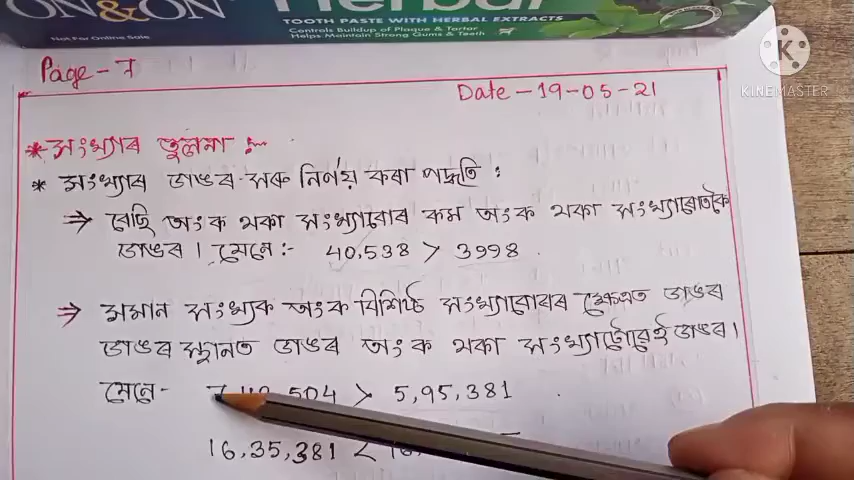 ON&ON Herbal
TOOTH PASTE WITH HERBAL EXTRACTS
Controls Buildup of Plaque & Tartar
Not For Online Sale
Helps Maintain Strong Gums & Teeth
KINEMASTER
Page - 7
Date - 19-05-21
* সংখ্যাৰ তুলনা :-
* সংখ্যাৰ ডাঙৰ-সৰু নিৰ্ণয় কৰা পদ্ধতি :
⇒ বেছি অংক থকা সংখ্যাবোৰ কম অংক থকা সংখ্যাবোৰতকৈ
ডাঙৰ। যেনে :- 40,538 > 3998
⇒ সমান সংখ্যক অংক বিশিষ্ট সংখ্যাবোৰৰ ক্ষেত্ৰত ডাঙৰ
ডাঙৰ স্থানত ডাঙৰ অংক থকা সংখ্যাটোৱেই ডাঙৰ।
যেনে - 504 > 5,95,381
16,35,381 <